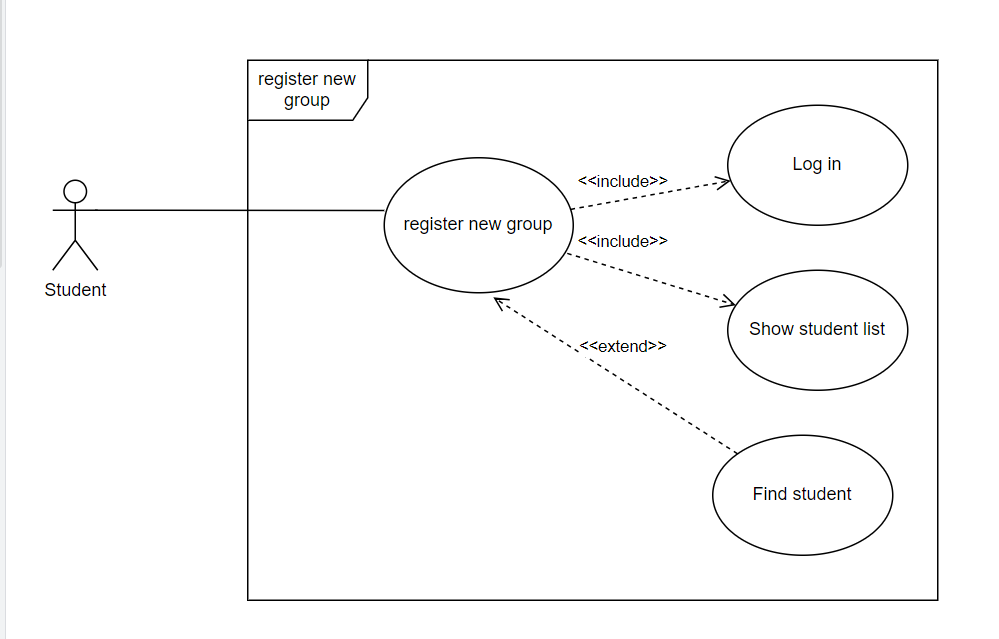 register new
group
Log in
<<include>>
register new group
<<include>>
Student
Show student list
<<extend>>
Find student